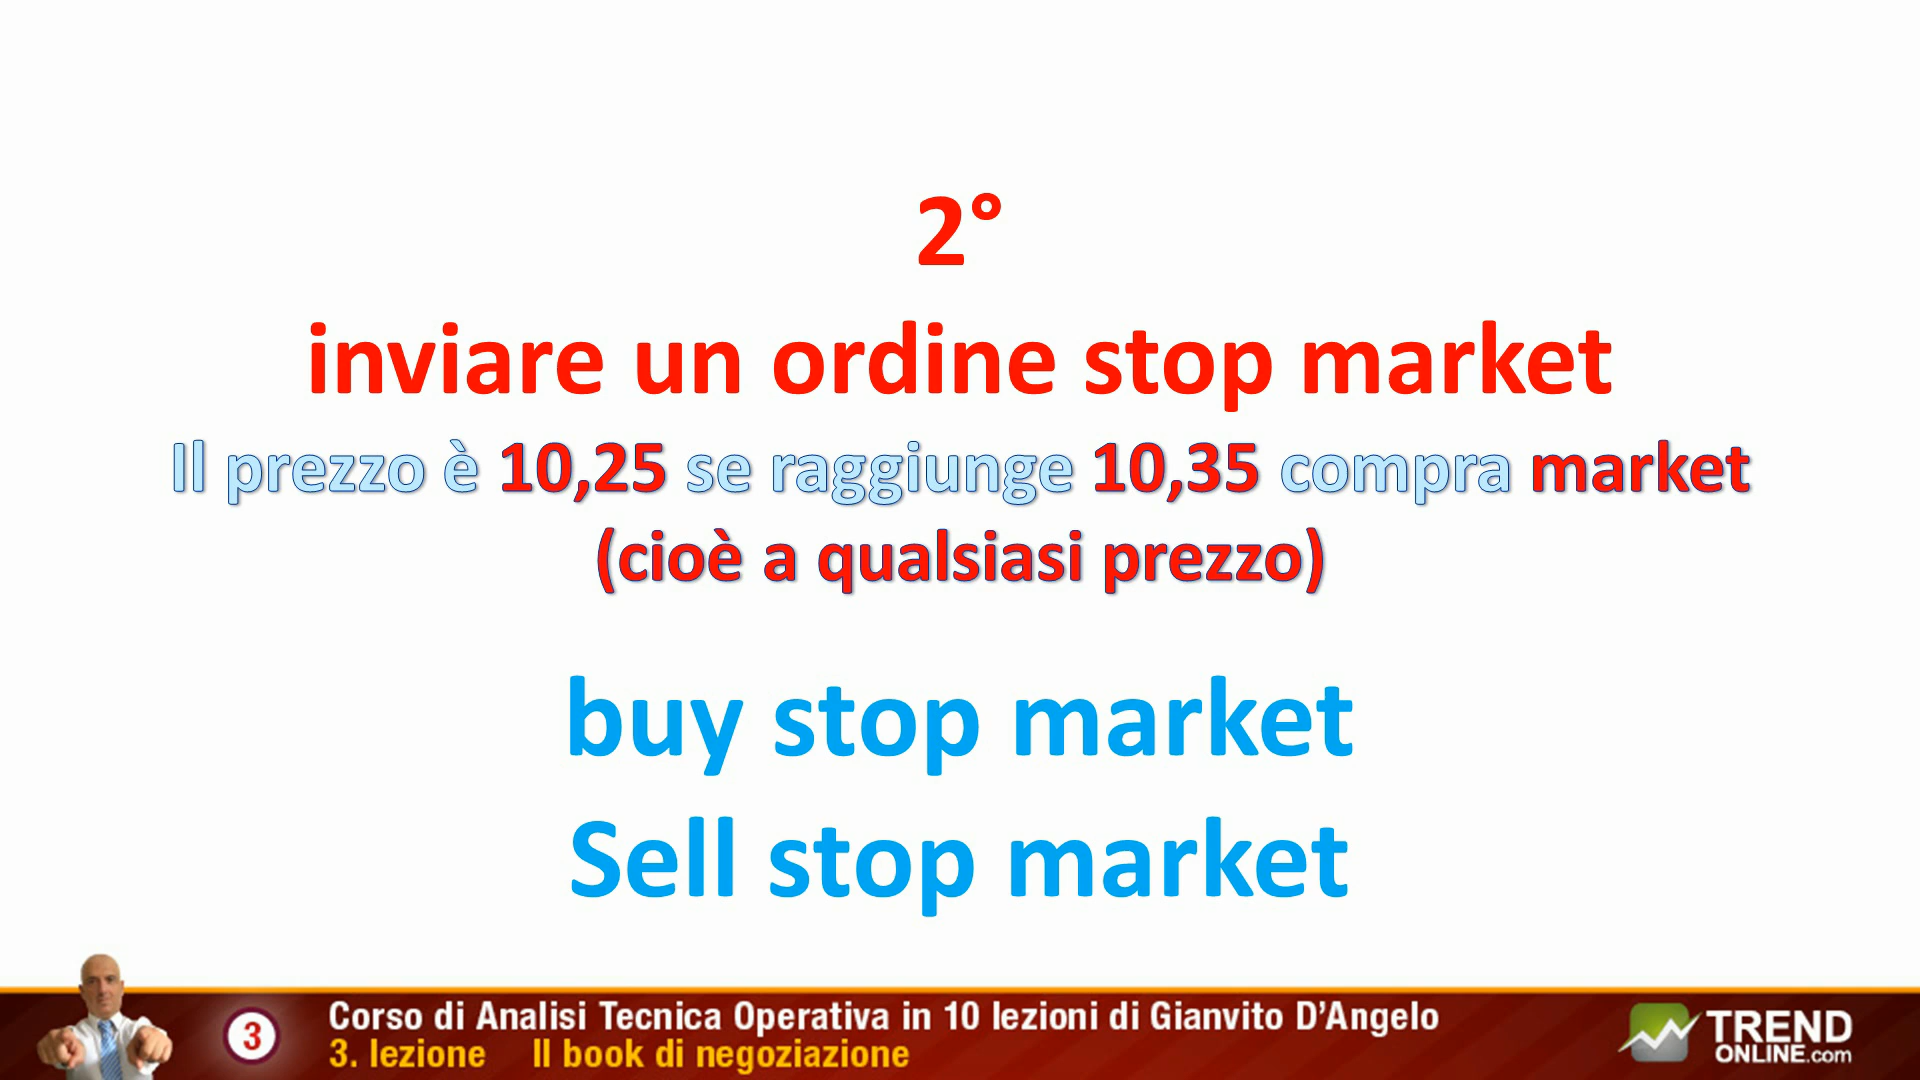 2°
inviare un ordine stop market
Il prezzo è 10,25 se raggiunge 10,35 compra market
(cioè a qualsiasi prezzo)
buy stop market
Sell stop market
3
Corso di Analisi Tecnica Operativa in 10 lezioni di Gianvito D'Angelo
3. lezione Il book di negoziazione
TREND
ONLINE.com